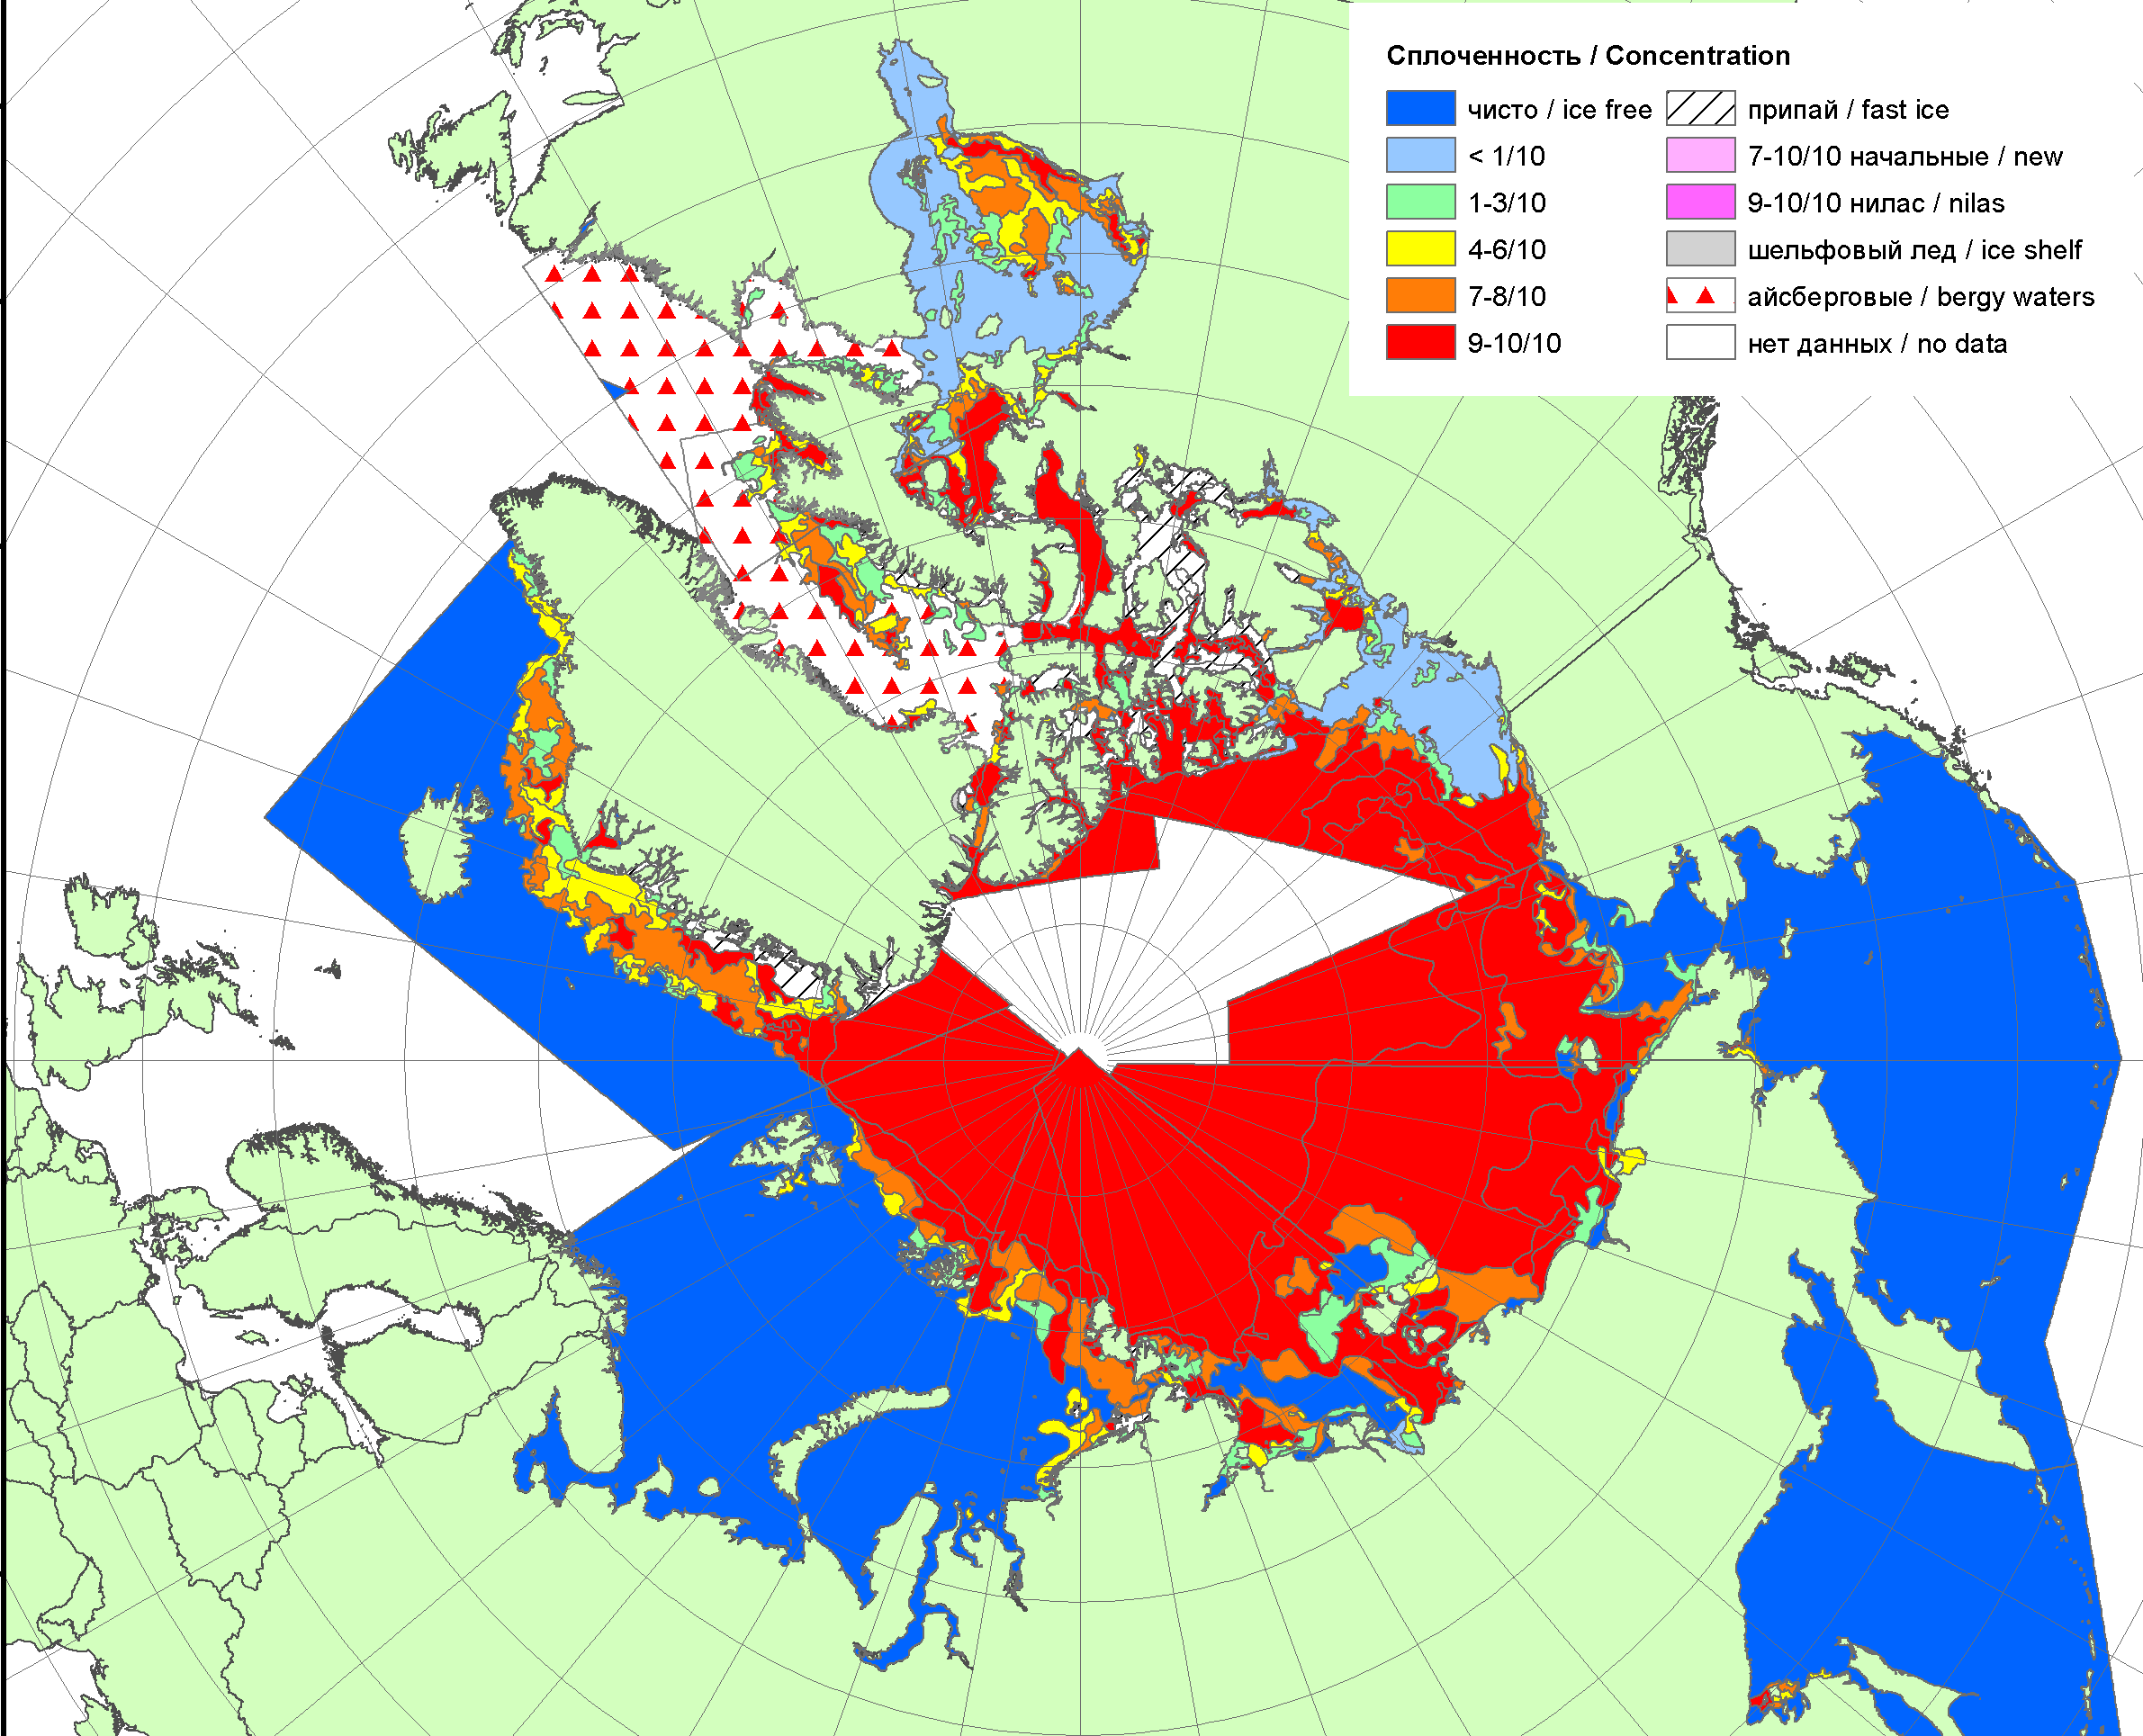 Сплоченность / Concentration
чисто / ice free
< 1/10
1-3/10
4-6/10
7-8/10
9-10/10
припай / fast ice
7-10/10 начальные / new
9-10/10 нилас / nilas
шельфовый лед / ice shelf
айсберговые / bergy waters
нет данных / no data